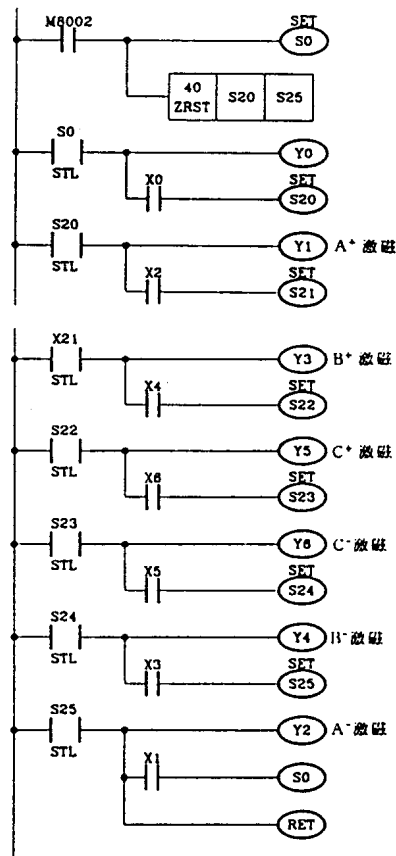 M8002
SET
S0
40
ZRST S20 S25
S0
STL
Y0
X0
SET
S20
S20
STL
Y1 A+ 激磁
X2
SET
S21
X21
STL
Y3 B+ 激磁
X4
SET
S22
S22
STL
Y5 C+ 激磁
X6
SET
S23
S23
STL
Y6 C- 激磁
X5
SET
S24
S24
STL
Y4 B- 激磁
X3
SET
S25
S25
STL
Y2 A- 激磁
X1
S0
RET